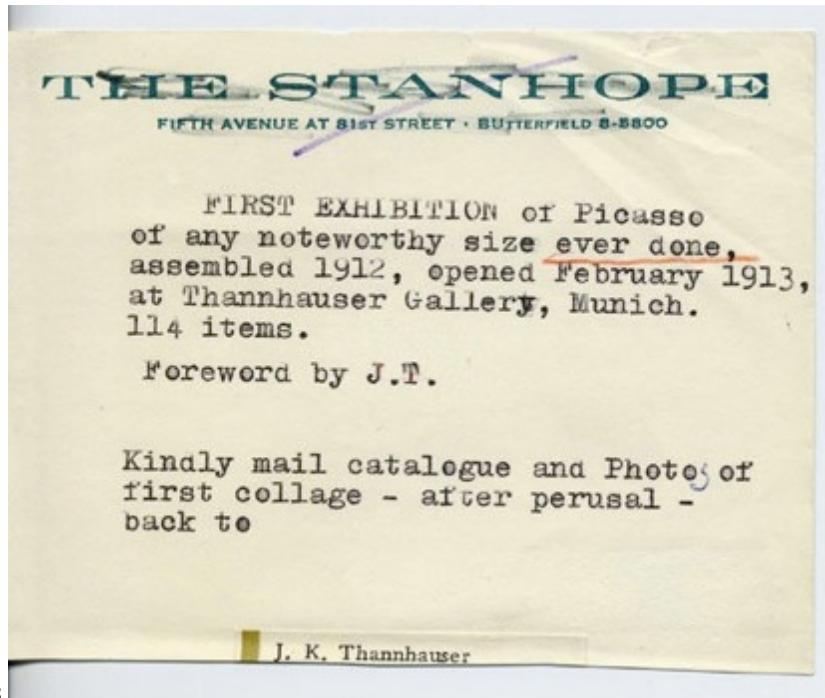 THE STANHOPE
FIFTH AVENUE AT 81ST STREET · BUTTERFIELD 8-5800
FIRST EXHIBITION of Picasso
of any noteworthy size ever done,
assembled 1912, opened February 1913,
at Thannhauser Gallery, Munich.
114 items.
Foreword by J.T.
Kindly mail catalogue and Photos of
first collage - after perusal -
back to
J. K. Thannhauser